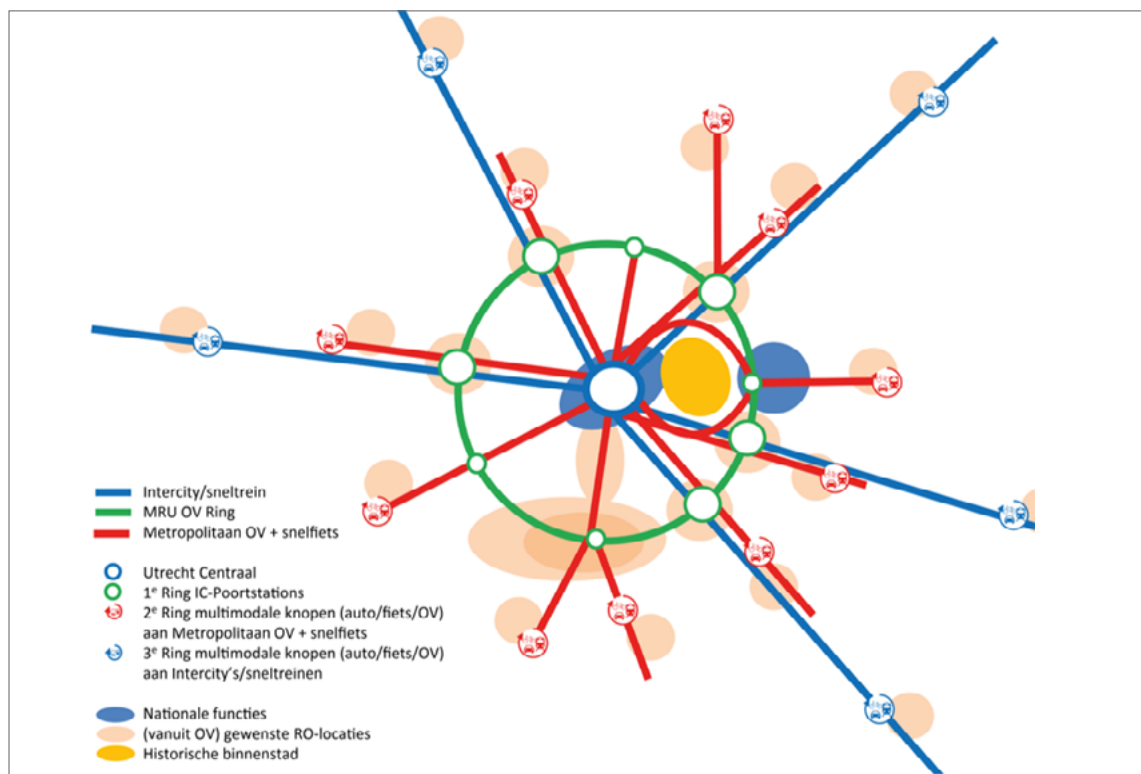 Intercity/sneltrein
MRU OV Ring
Metropolitaan OV + snelfiets
Utrecht Centraal
1e Ring IC-Poortstations
2e Ring multimodale knopen (auto/fiets/OV)
aan Metropolitaan OV + snelfiets
3e Ring multimodale knopen (auto/fiets/OV)
aan Intercity's/sneltreinen
Nationale functies
(vanuit OV) gewenste RO-locaties
Historische binnenstad